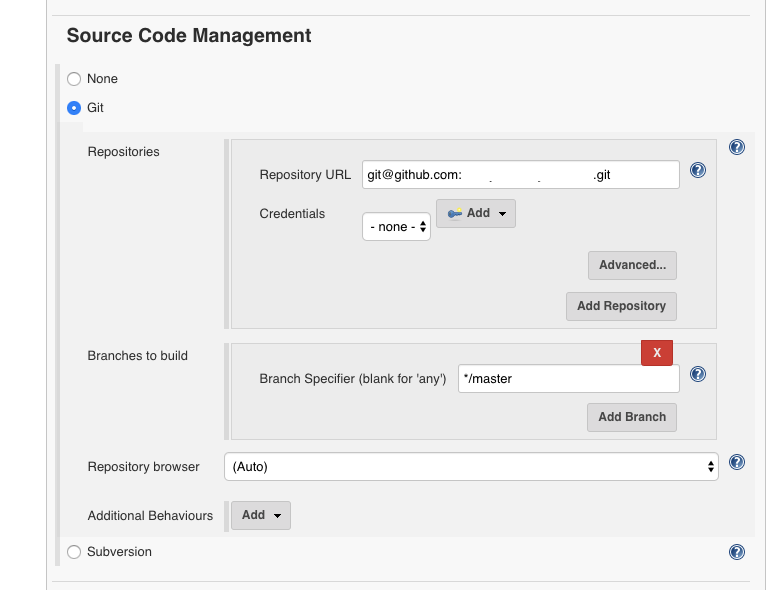 Source Code Management
None
Git
Repositories
Repository URL git@github.com: .git
Credentials - none - Add
Advanced...
Add Repository
Branches to build
X
Branch Specifier (blank for 'any') */master
Add Branch
Repository browser (Auto)
Additional Behaviours Add
Subversion